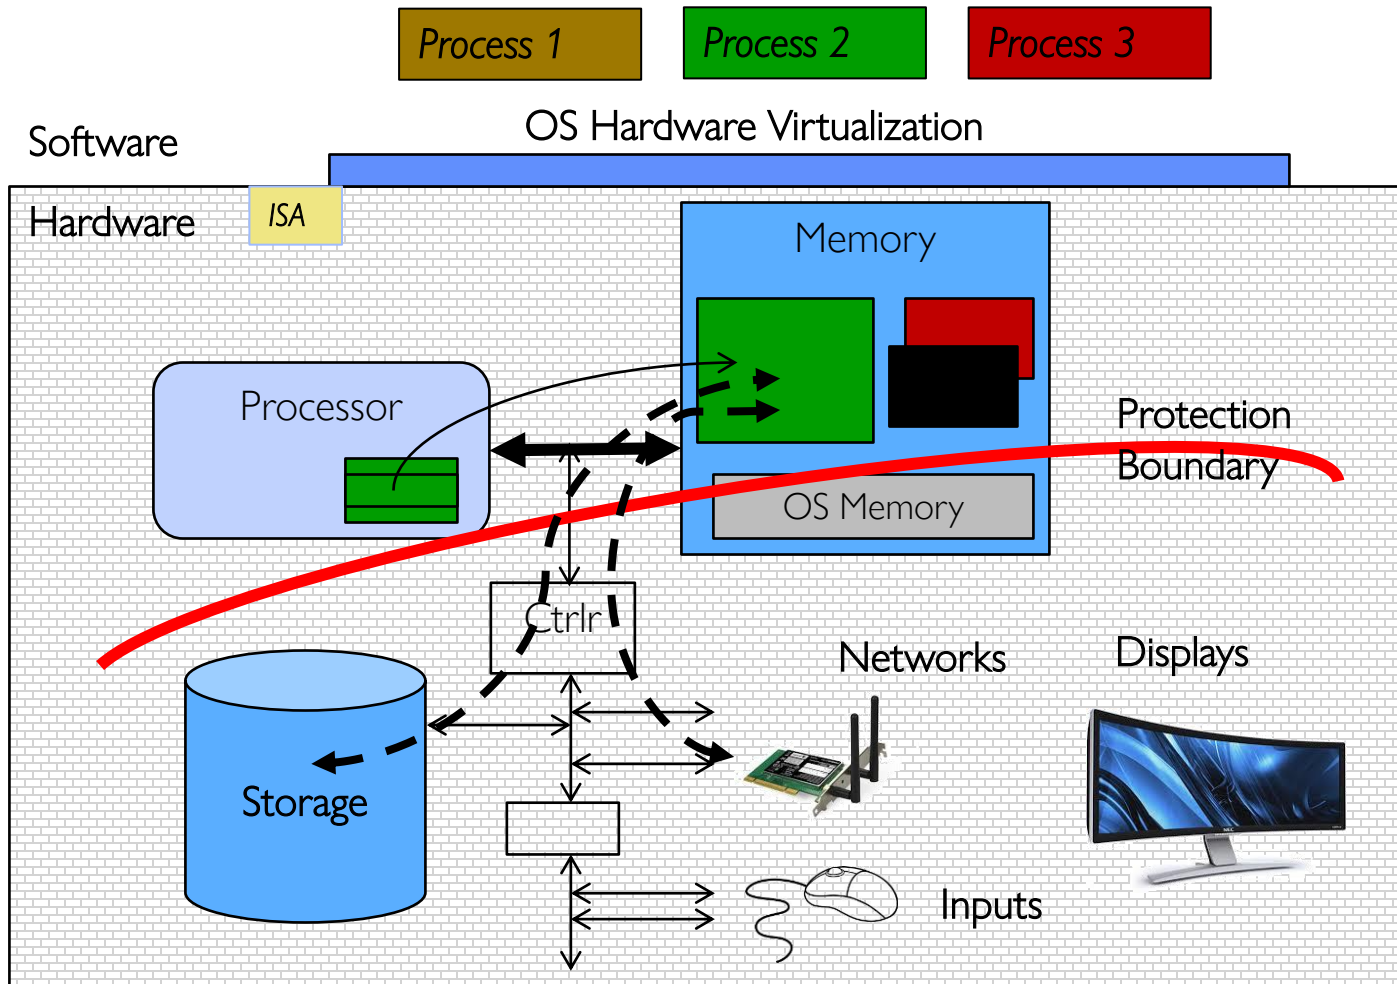 Process 1
Process 2
Process 3
OS Hardware Virtualization
Software
Hardware
ISA
Memory
Processor
Protection
Boundary
OS Memory
Ctrlr
Networks
Displays
Storage
Inputs